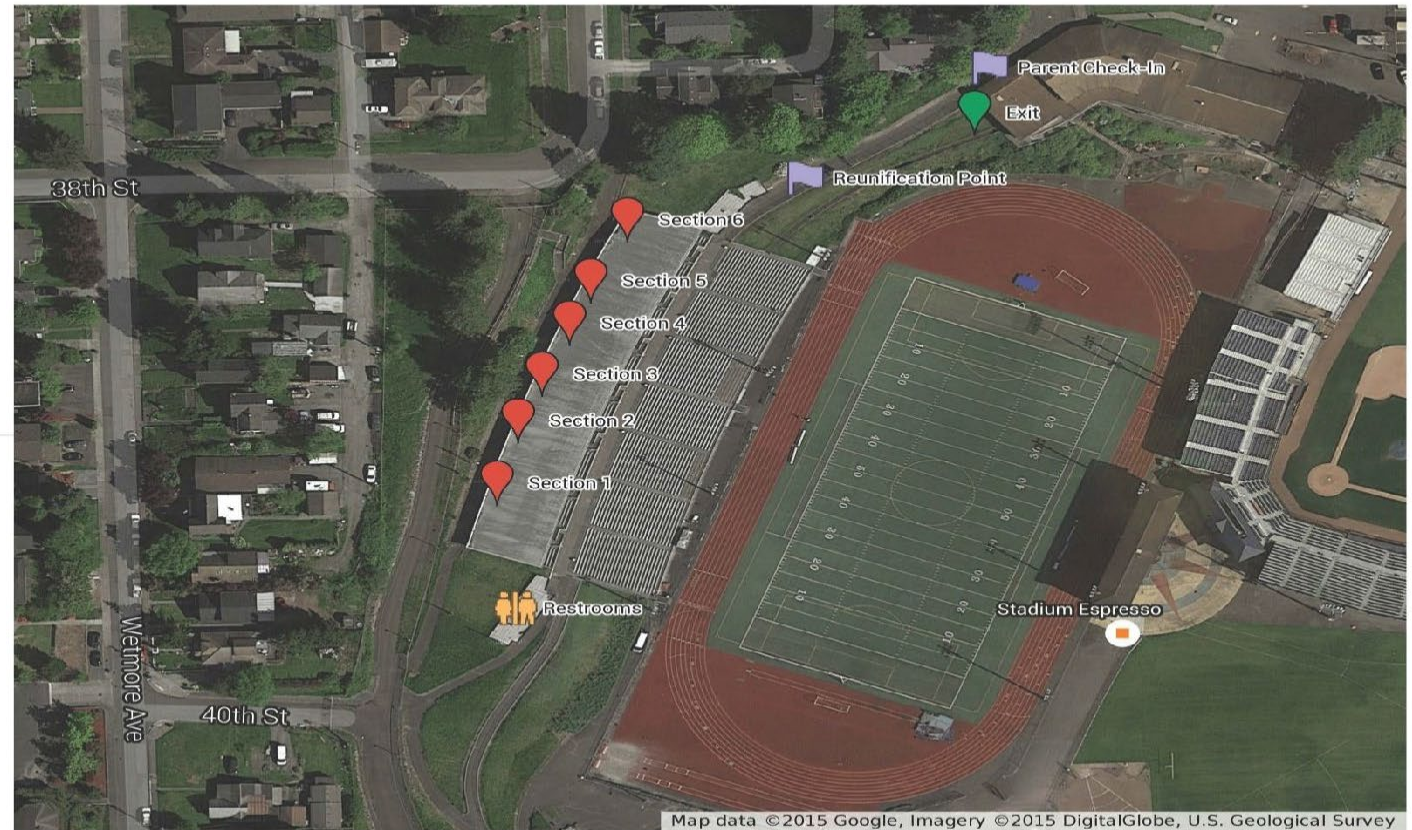 Parent Check-In
Exit
Reunification Point
38th St
Section 6
Section 5
Section 4
Section 3
Section 2
Section 1
Restrooms
Stadium Espresso
Wetmore Ave
40th St
Map data ©2015 Google, Imagery ©2015 DigitalGlobe, U.S. Geological Survey